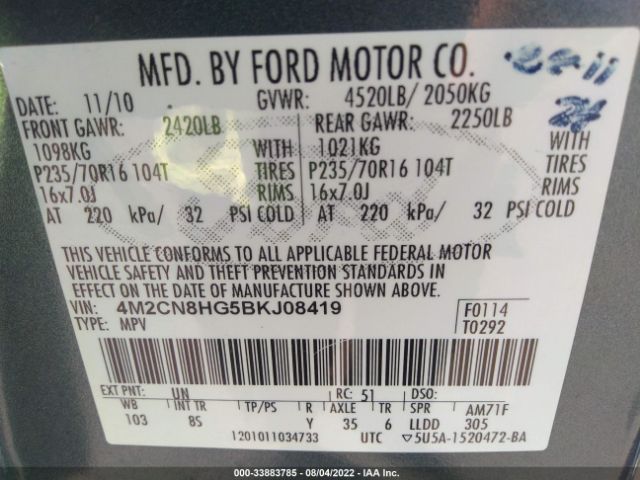 MFD. BY FORD MOTOR CO.
DATE: 11/10 GVWR: 4520LB/ 2050KG
FRONT GAWR: 2420LB REAR GAWR: 2250LB
1098KG WITH 1021KG WITH
P235/70R16 104T TIRES P235/70R16 104T TIRES
16x7.0J RIMS 16x7.0J RIMS
AT 220 kPa/ 32 PSI COLD AT 220 kPa/ 32 PSI COLD
THIS VEHICLE CONFORMS TO ALL APPLICABLE FEDERAL MOTOR
VEHICLE SAFETY AND THEFT PREVENTION STANDARDS IN
EFFECT ON THE DATE OF MANUFACTURE SHOWN ABOVE.
VIN: 4M2CN8HG5BKJ08419 F0114
TYPE: MPV T0292
EXT PNT: UN RC: 51 DSO:
WB INT TR TP/PS R AXLE TR SPR AM71F
103 8S Y 35 6 LLDD 305
1201011034733 UTC ▽5U5A-1520472-BA
000-33883785 - 08/04/2022 - IAA Inc.